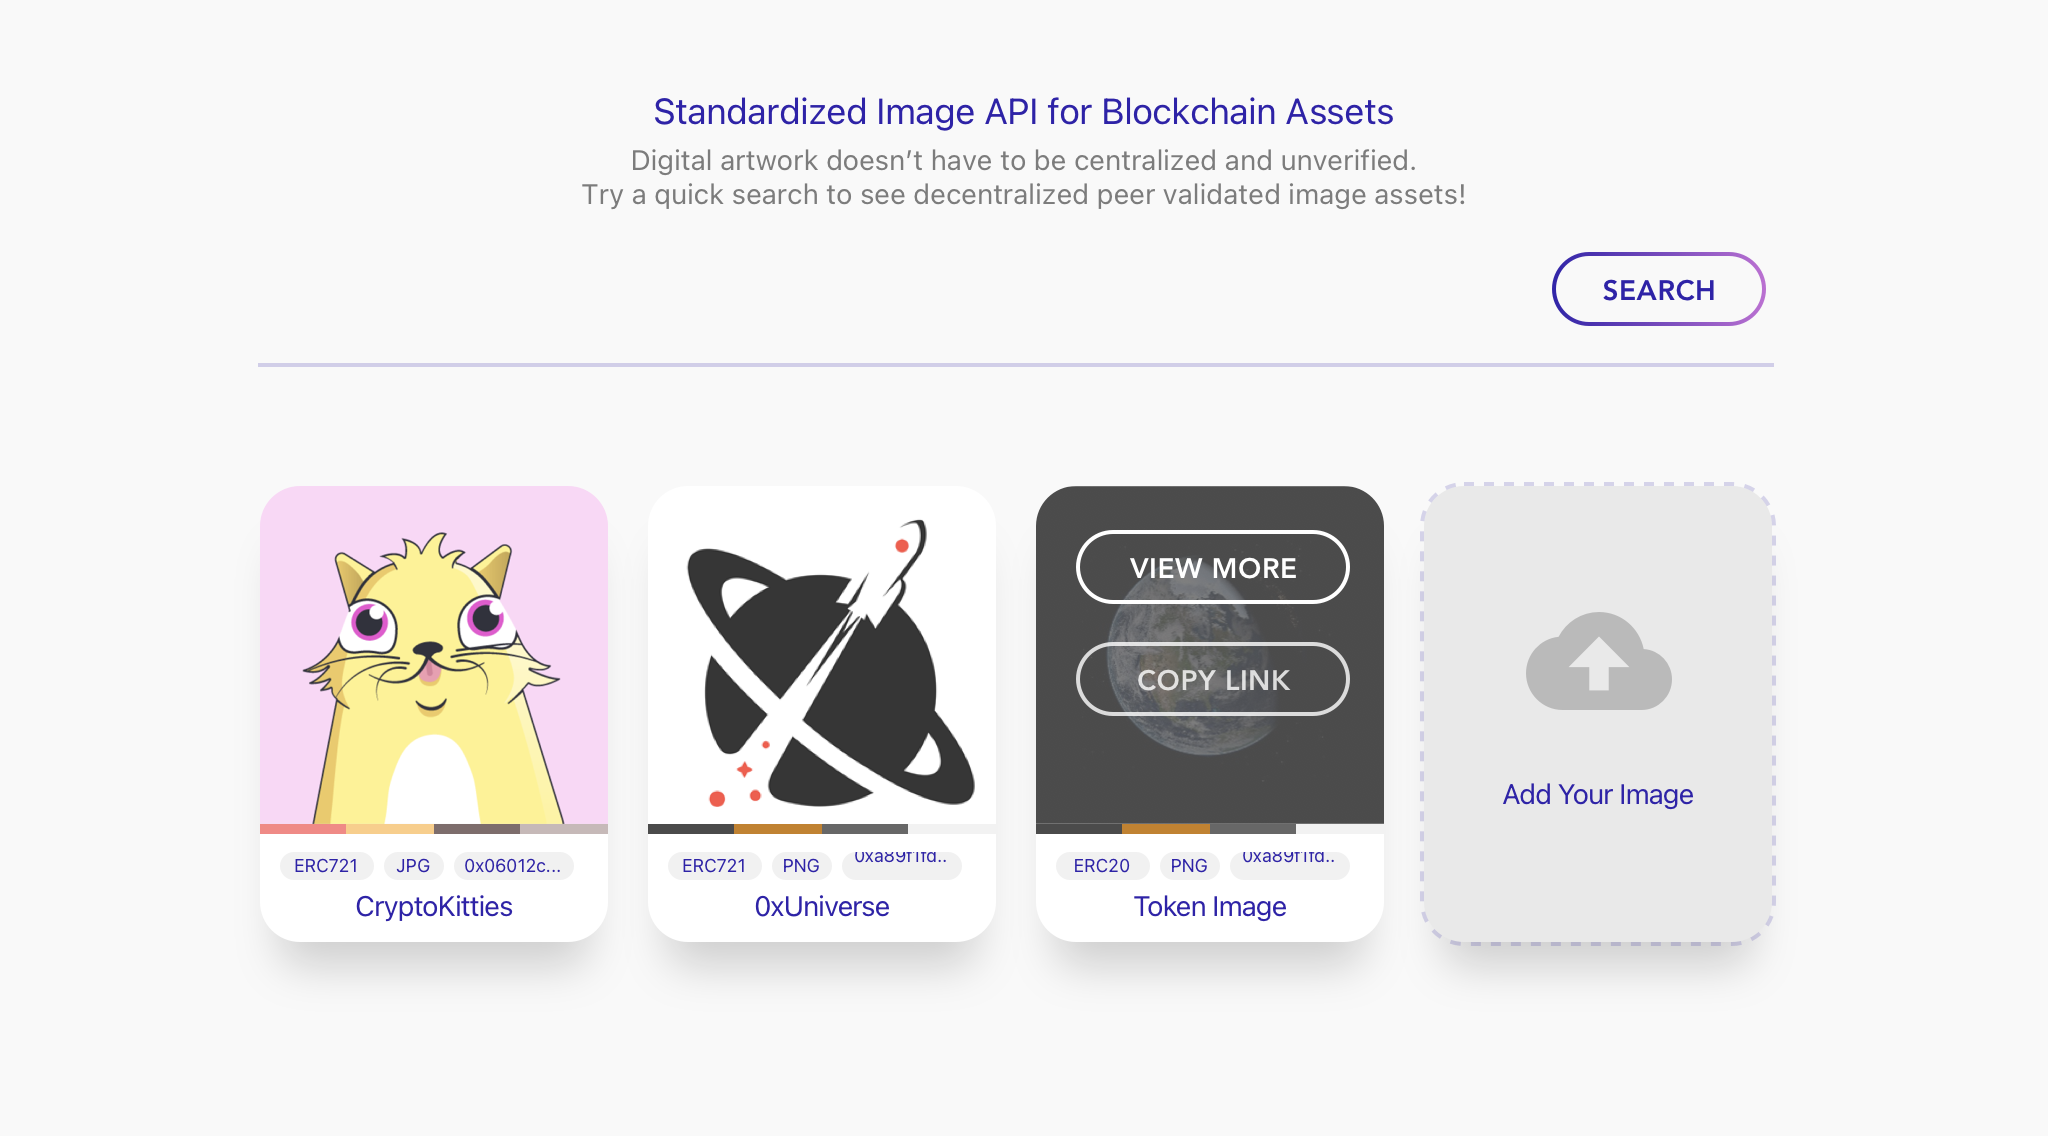 Standardized Image API for Blockchain Assets
Digital artwork doesn’t have to be centralized and unverified.
Try a quick search to see decentralized peer validated image assets!
SEARCH
VIEW MORE
COPY LINK
Add Your Image
ERC721 JPG 0x06012c...
CryptoKitties
ERC721 PNG 0xa89f1fd..
0xUniverse
ERC20 PNG 0xa89f1fd..
Token Image